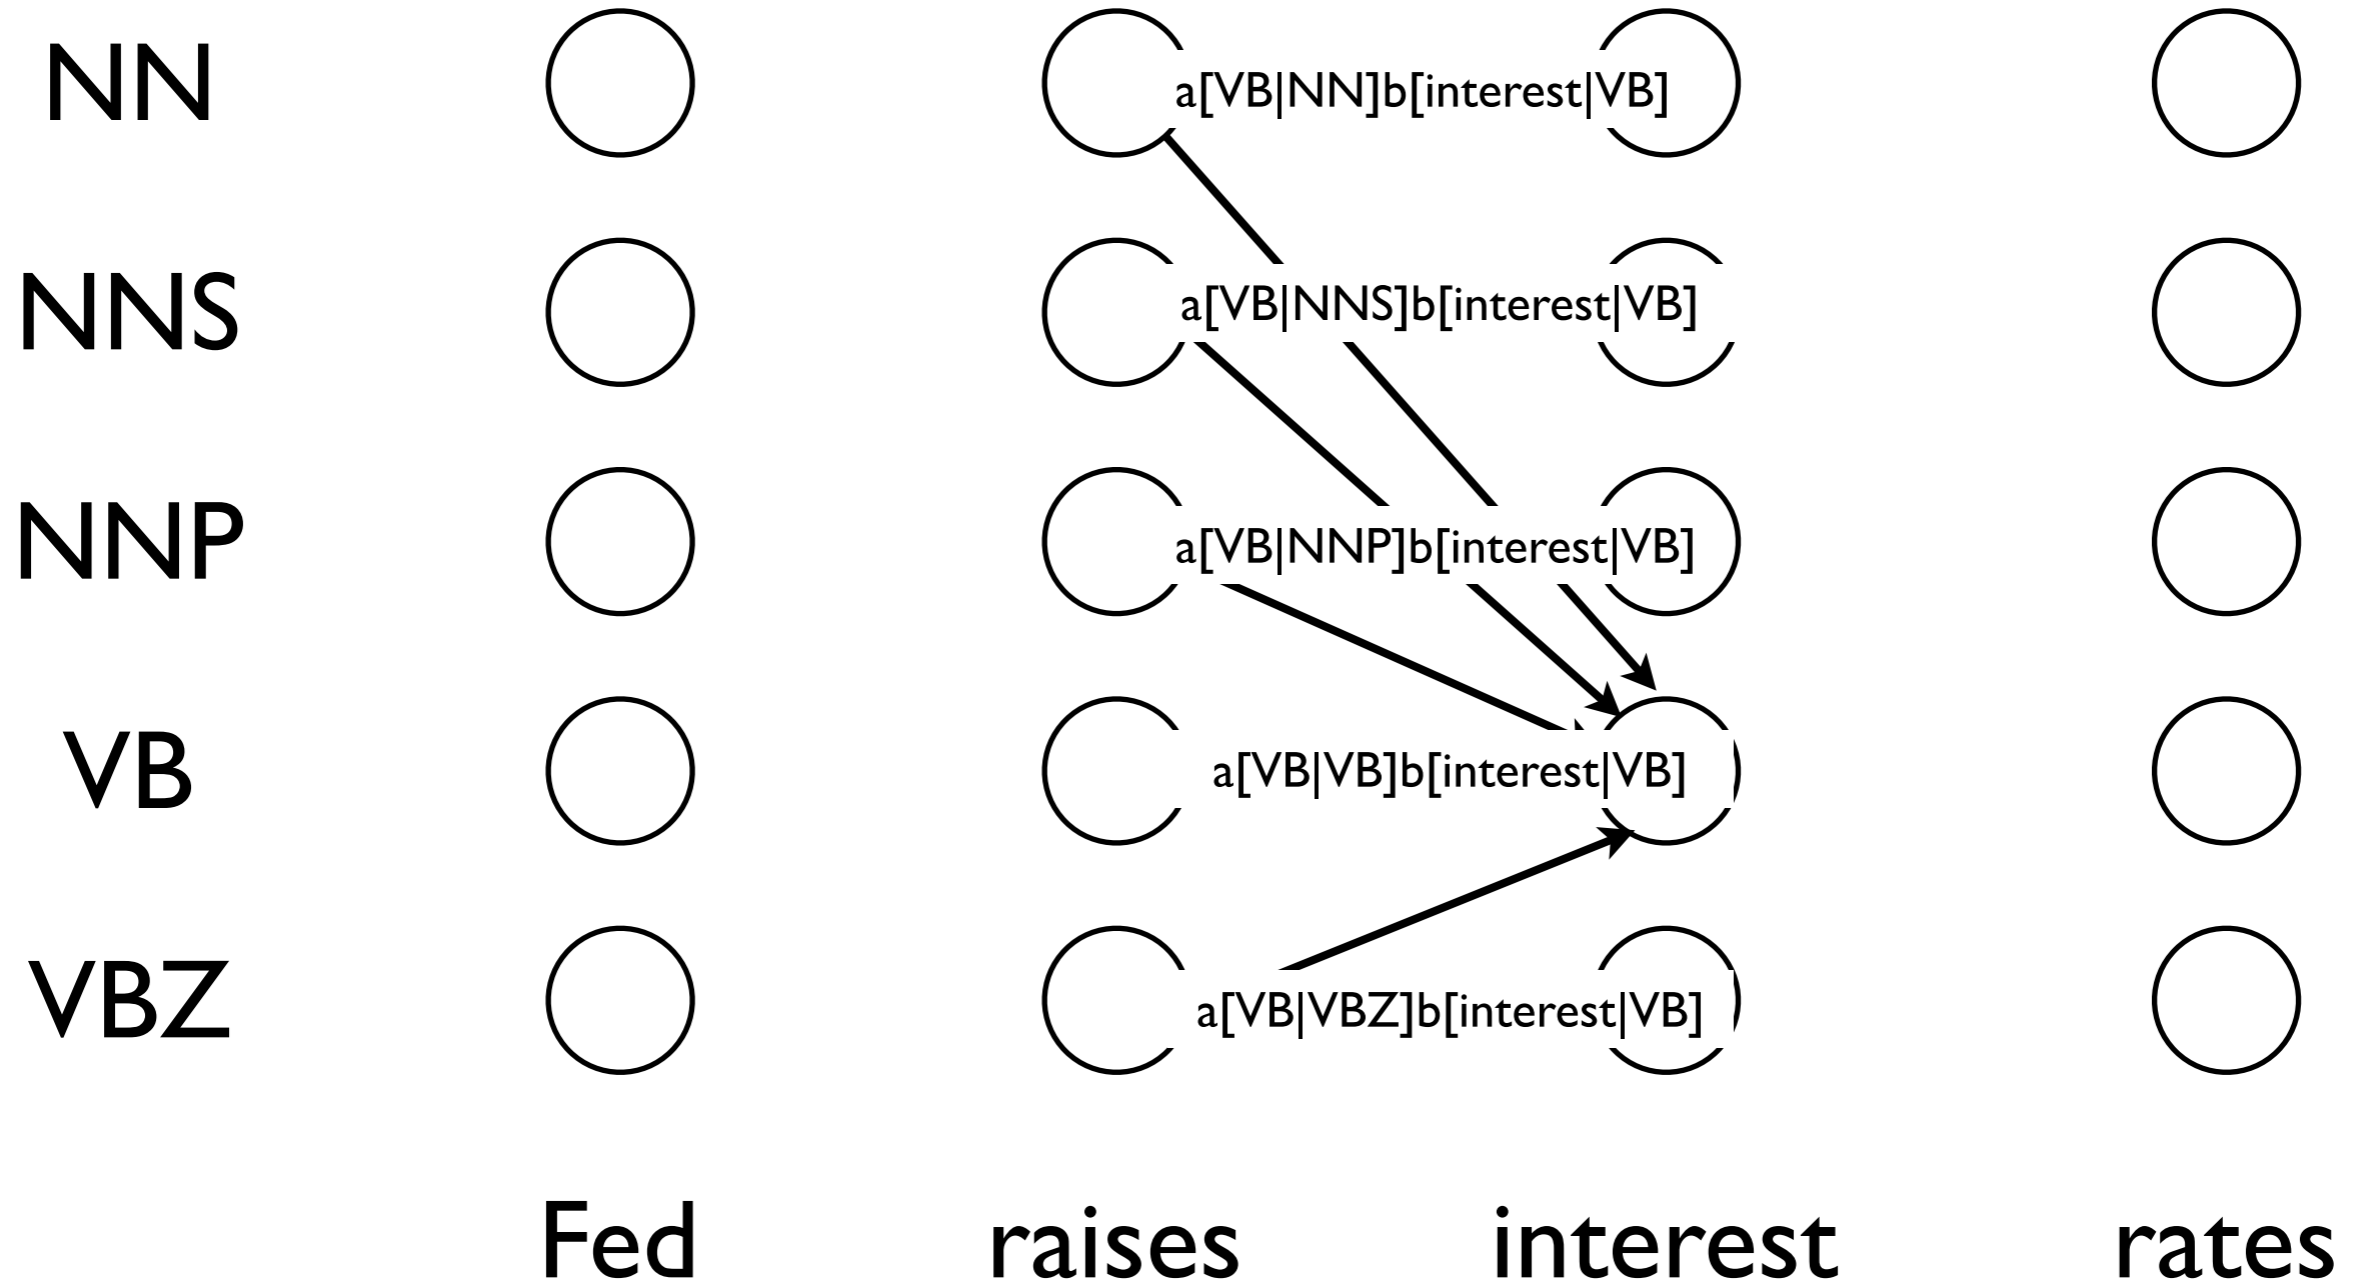 NN a[VB|NN]b[interest|VB]
NNS a[VB|NNS]b[interest|VB]
NNP a[VB|NNP]b[interest|VB]
VB a[VB|VB]b[interest|VB]
VBZ a[VB|VBZ]b[interest|VB]
Fed raises interest rates